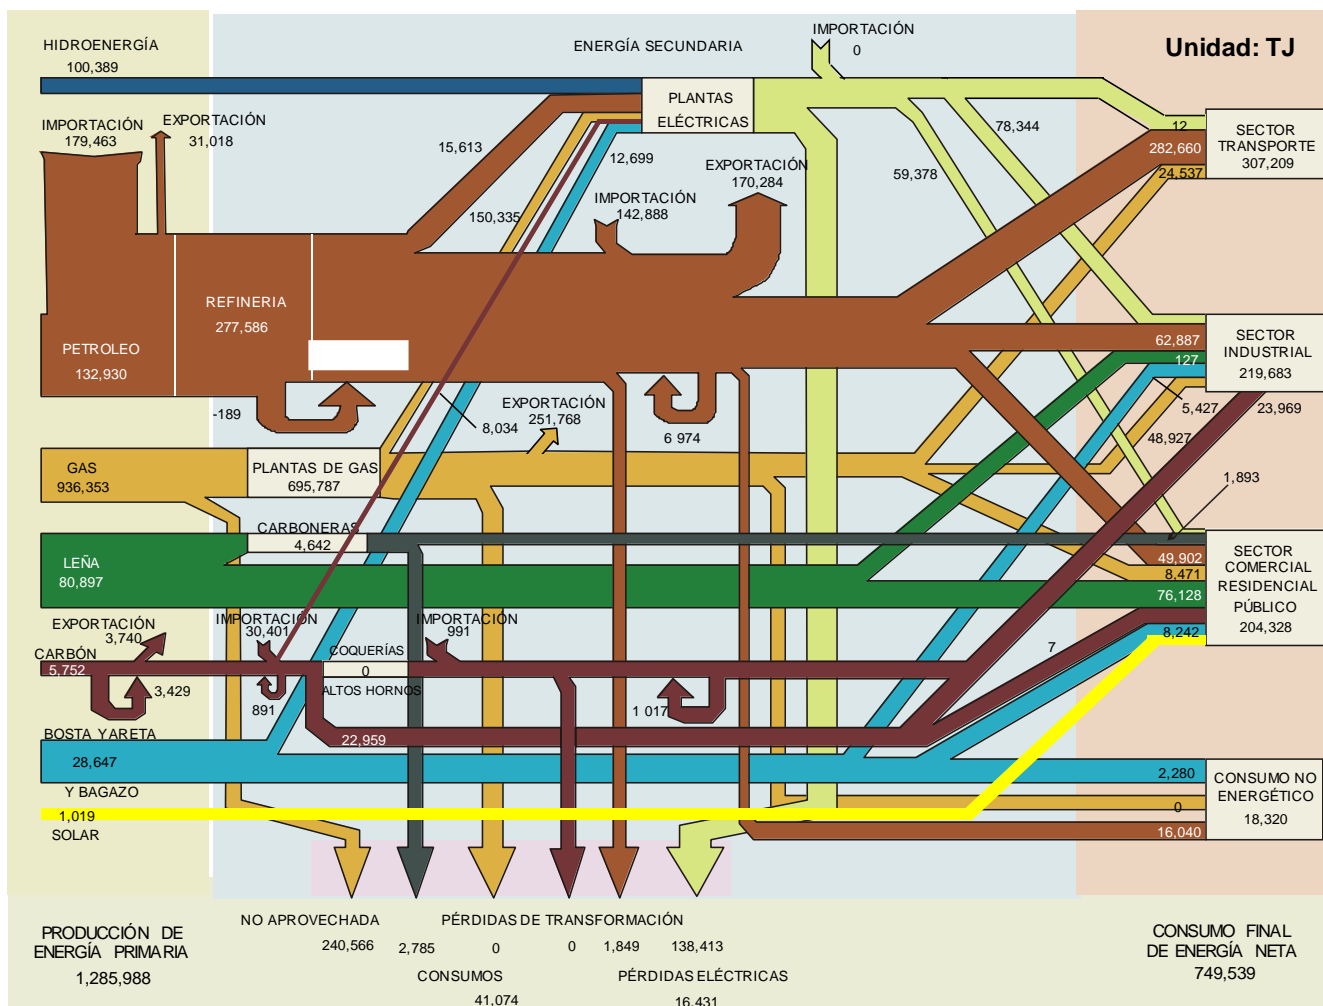 HIDROENERGÍA
100,389
ENERGÍA SECUNDARIA
IMPORTACIÓN
0
Unidad: TJ
IMPORTACIÓN
179,463
EXPORTACIÓN
31,018
PLANTAS
ELÉCTRICAS
15,613
12,699
150,335
IMPORTACIÓN
142,888
EXPORTACIÓN
170,284
78,344
59,378
12
282,660
24,537
SECTOR
TRANSPORTE
307,209
REFINERIA
277,586
PETROLEO
132,930
-189
8,034
EXPORTACIÓN
251,768
6 974
62,887
127
5,427
23,969
48,927
SECTOR
INDUSTRIAL
219,683
GAS
936,353
PLANTAS DE GAS
695,787
1,893
CARBONERAS
4,642
LEÑA
80,897
49,902
8,471
76,128
8,242
SECTOR
COMERCIAL
RESIDENCIAL
PÚBLICO
204,328
EXPORTACIÓN
3,740
IMPORTACIÓN
30,401
IMPORTACIÓN
991
CARBÓN
5,752
3,429
891
COQUERÍAS
0
ALTOS HORNOS
1 017
7
22,959
BOSTA YARETA
28,647
Y BAGAZO
1,019
SOLAR
2,280
0
16,040
CONSUMO NO
ENERGÉTICO
18,320
NO APROVECHADA
240,566
PÉRDIDAS DE TRANSFORMACIÓN
2,785
0
0
1,849
138,413
CONSUMOS
41,074
PÉRDIDAS ELÉCTRICAS
16,431
PRODUCCIÓN DE
ENERGÍA PRIMARIA
1,285,988
CONSUMO FINAL
DE ENERGÍA NETA
749,539